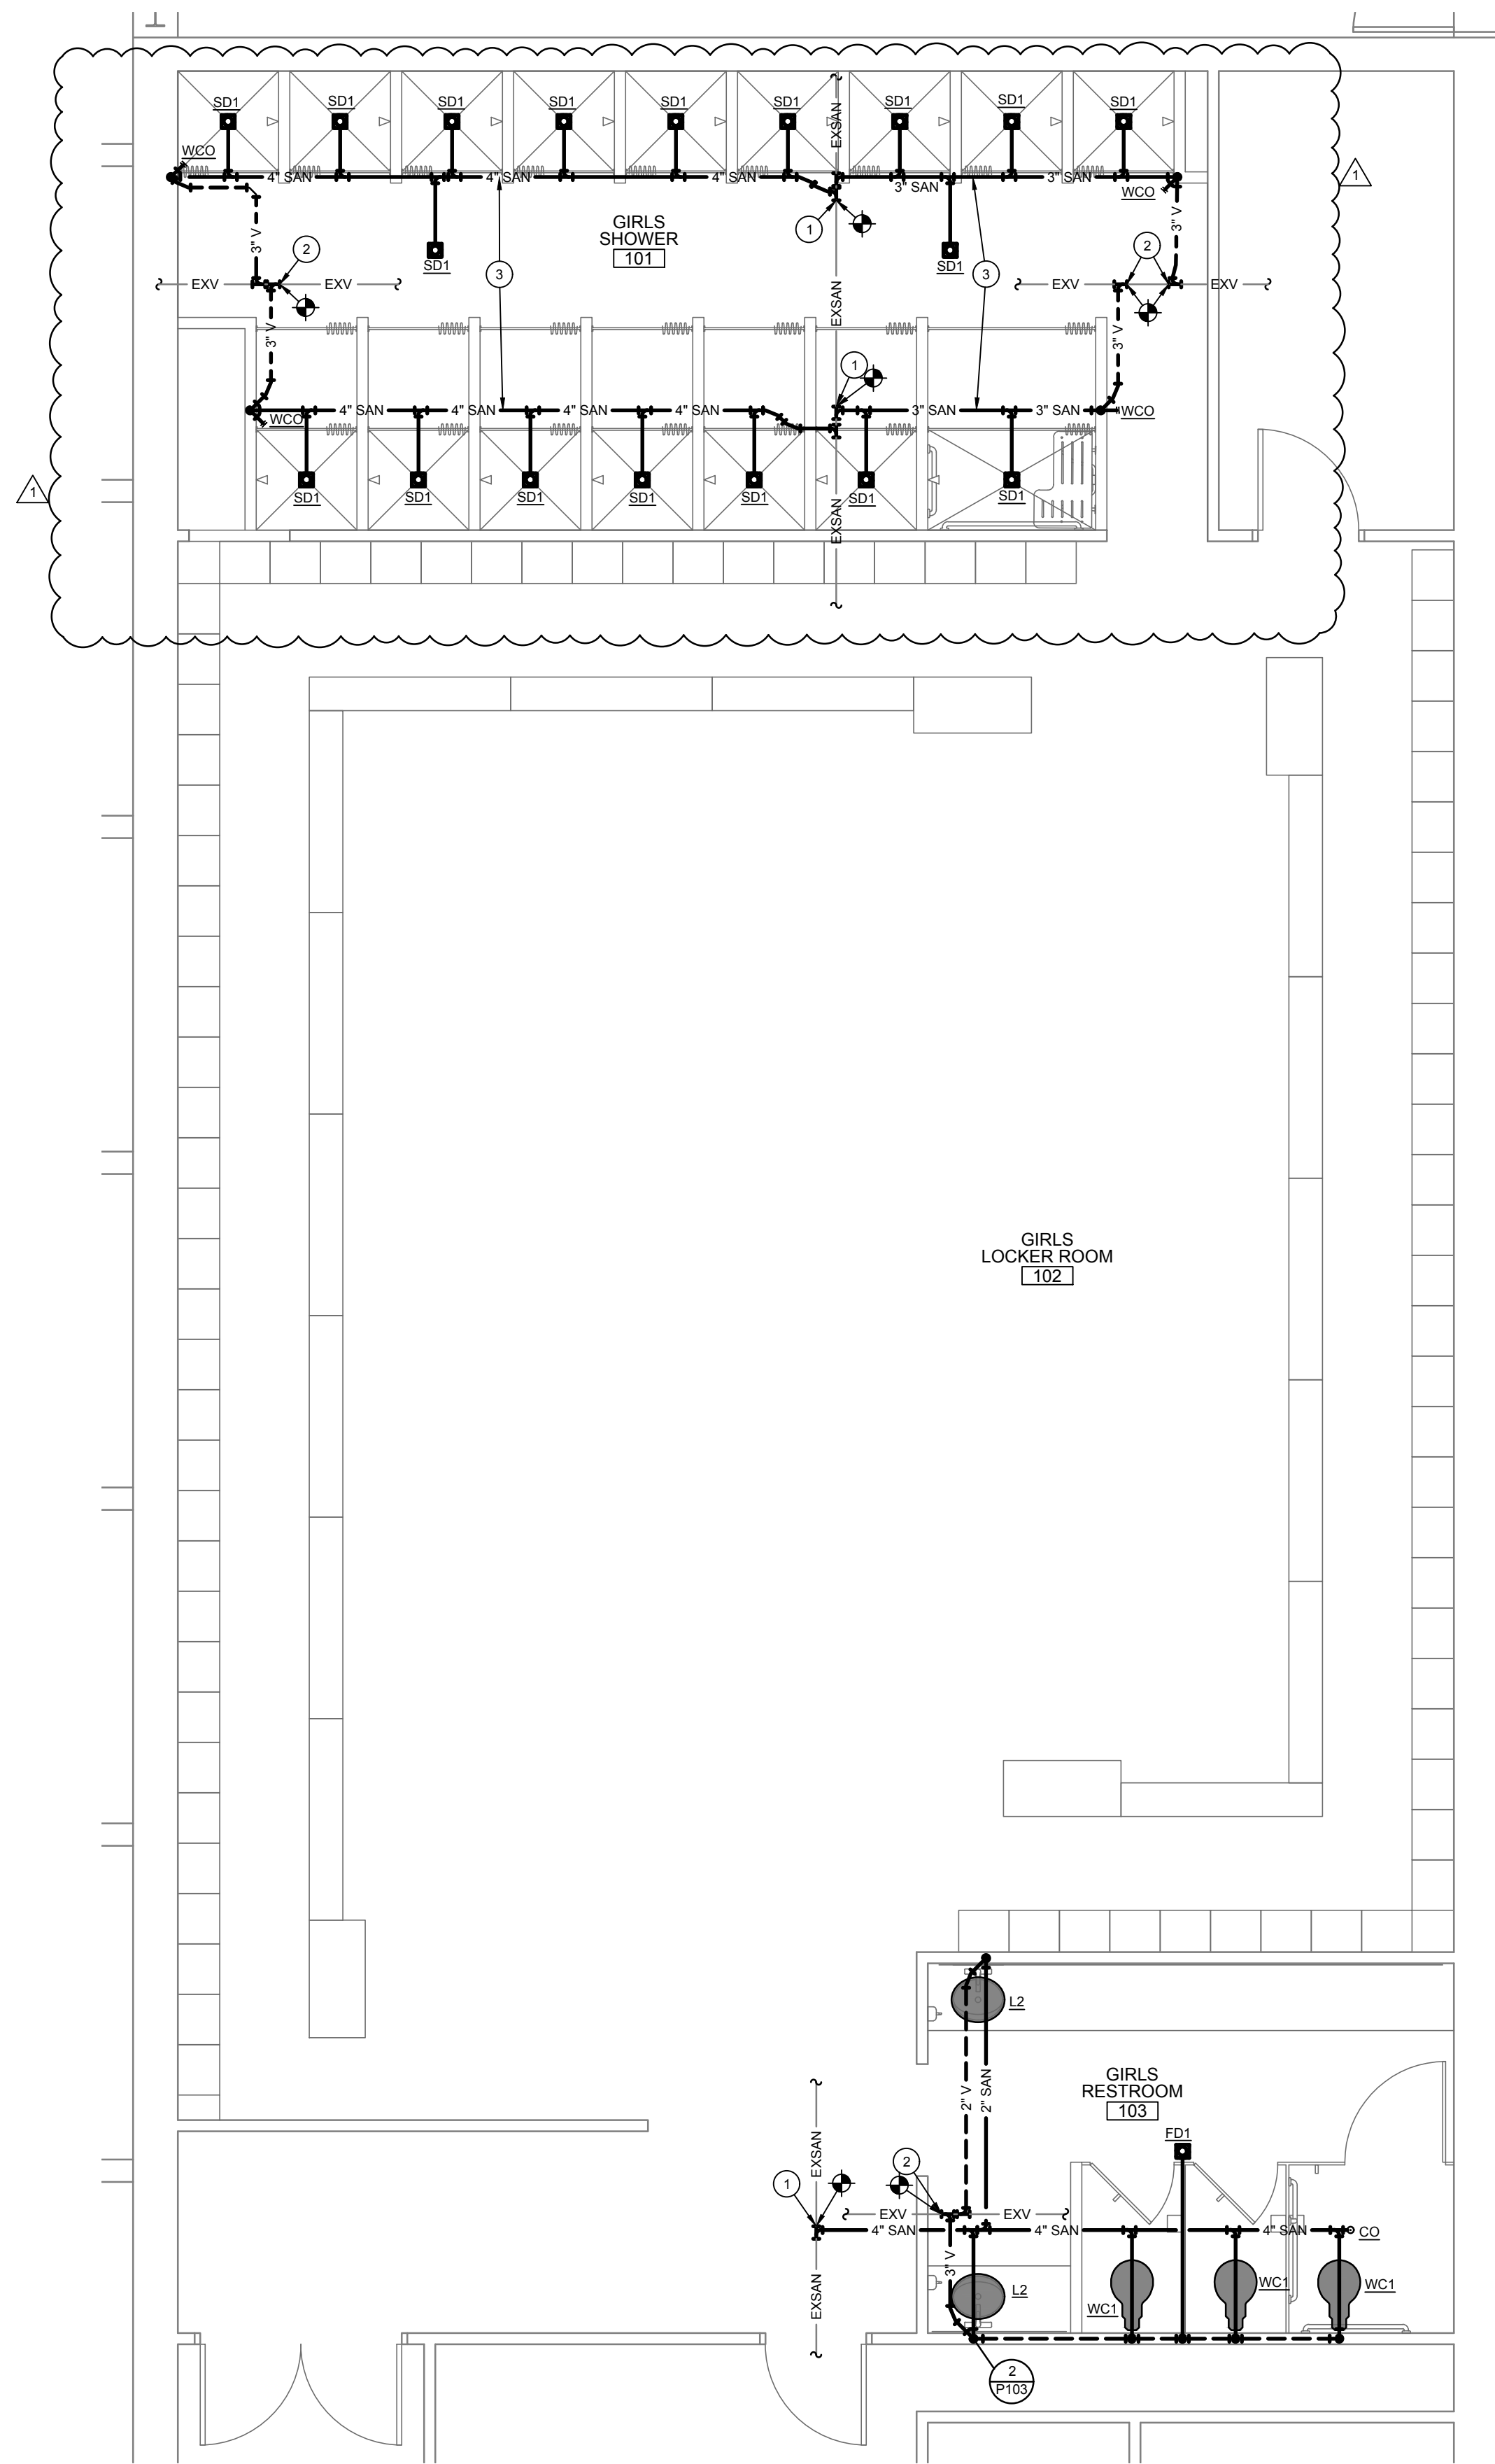 SD1
SD1
SD1
SD1
SD1
SD1
SD1
SD1
SD1
EXSAN
WCO
4" SAN
4" SAN
4" SAN
3" SAN
3" SAN
WCO
1
3" V
GIRLS
SHOWER
101
1
3" V
2
SD1
SD1
2
3
3
EXV
EXV
EXSAN
EXV
EXV
3" V
3" V
1
WCO
4" SAN
4" SAN
4" SAN
3" SAN
3" SAN
WCO
1
SD1
SD1
SD1
SD1
SD1
SD1
SD1
EXSAN
GIRLS
LOCKER ROOM
102
L2
GIRLS
RESTROOM
103
2" V
2" SAN
FD1
EXSAN
1
2
EXV
EXV
4" SAN
4" SAN
4" SAN
CO
3" V
EXSAN
L2
WC1
WC1
WC1
2
P103